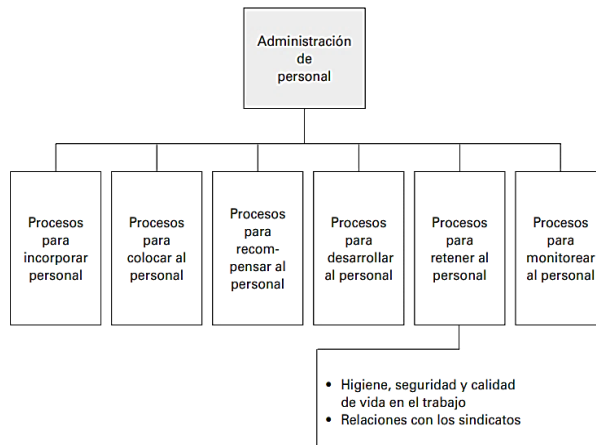 Administración
de
personal
Procesos
para
incorporar
personal
Procesos
para
colocar al
personal
Procesos
para
recom-
pensar al
personal
Procesos
para
desarrollar
al personal
Procesos
para
retener al
personal
Procesos
para
monitorear
al personal
• Higiene, seguridad y calidad
de vida en el trabajo
• Relaciones con los sindicatos